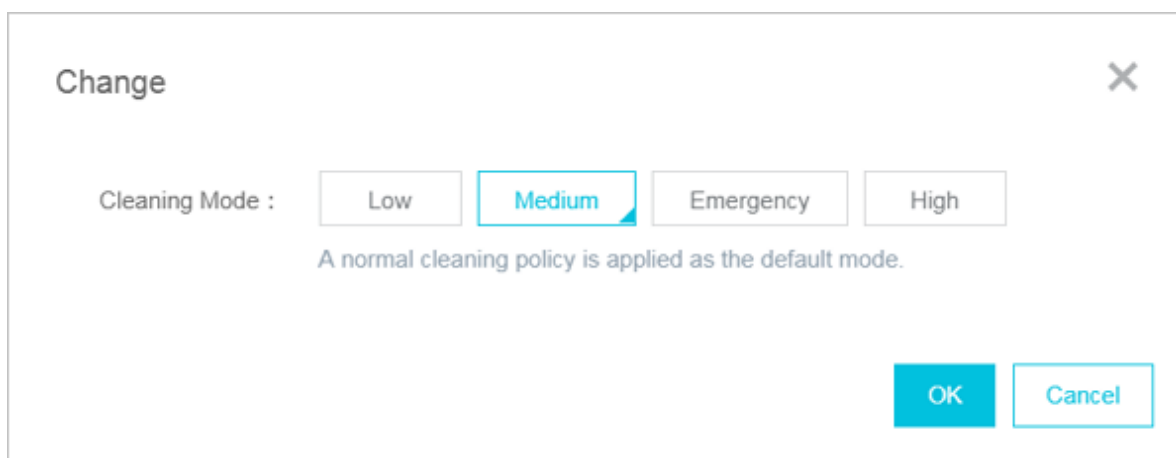 Change
Cleaning Mode : Low Medium Emergency High
A normal cleaning policy is applied as the default mode.
OK Cancel